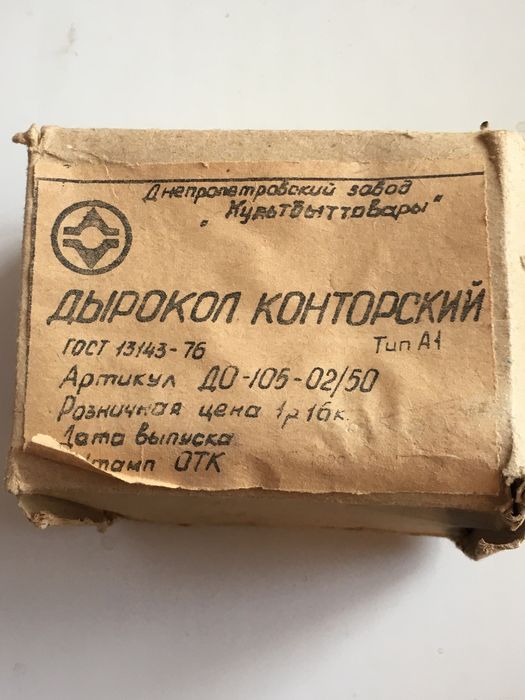 Днепропетровский завод
„Культбыттовары"
ДЫРОКОЛ КОНТОРСКИЙ
ГОСТ 13143-76 Тип А1
Артикул ДО-105-02/50
Розничная цена 1р 16к.
Дата выпуска
Штамп ОТК